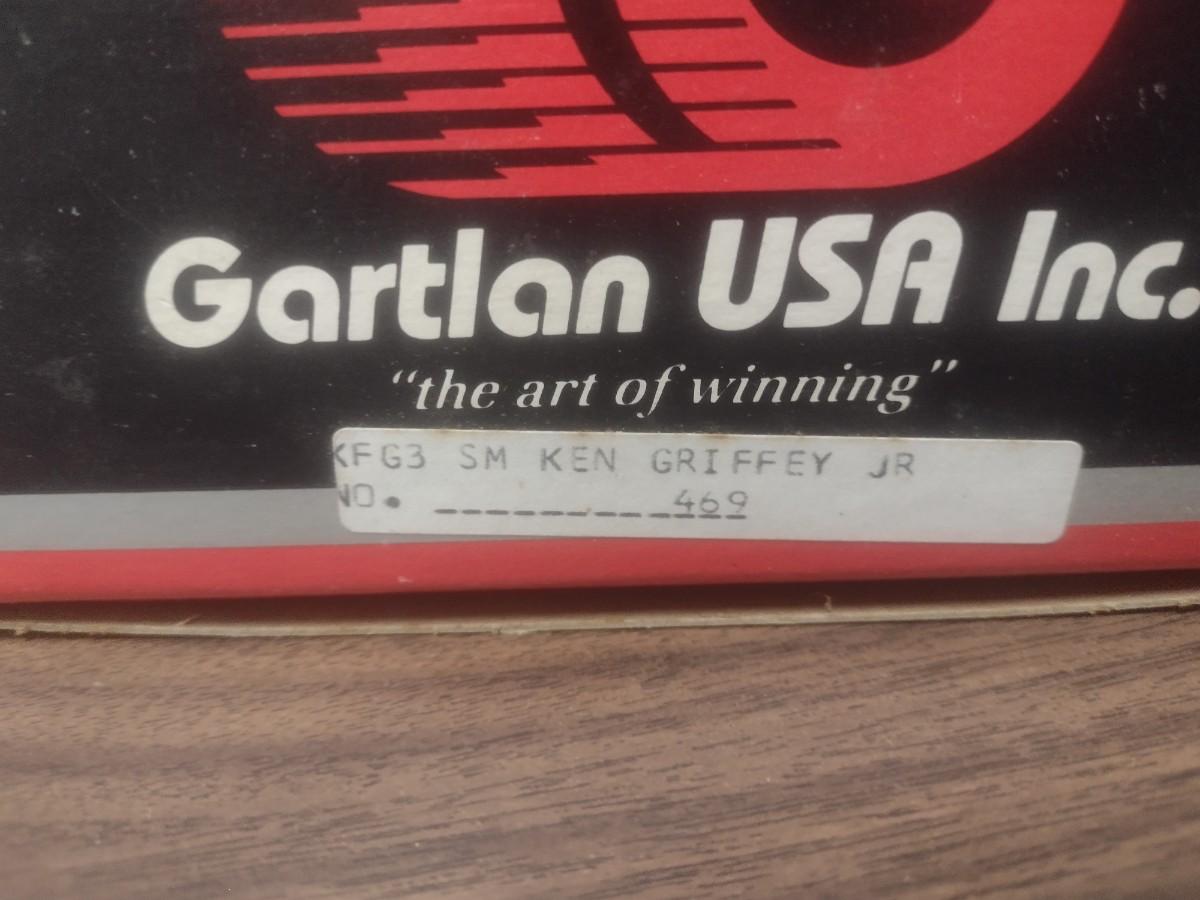 Gartlan USA Inc.
"the art of winning"
KFG3 SM KEN GRIFFEY JR
NO. 469